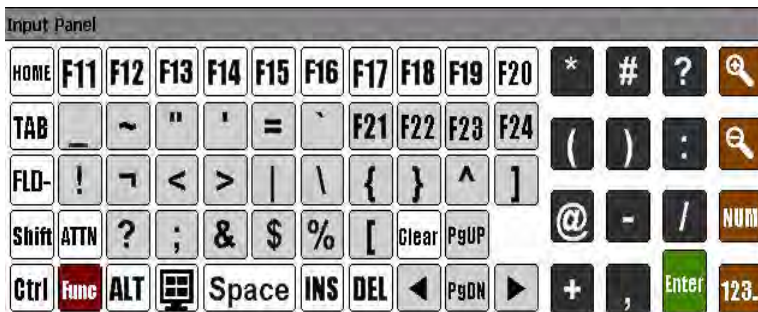 Input Panel
HOME F11 F12 F13 F14 F15 F16 F17 F18 F19 F20 * # ?
TAB _ ~ " ' = ` F21 F22 F23 F24 ( ) :
FLD- ! ¬ < > | \ { } ^ ]
Shift ATTN ? ; & $ % [ Clear PgUP @ - / NUM
Ctrl Func ALT Space INS DEL ◀ PgDN ▶ + , Enter 123.